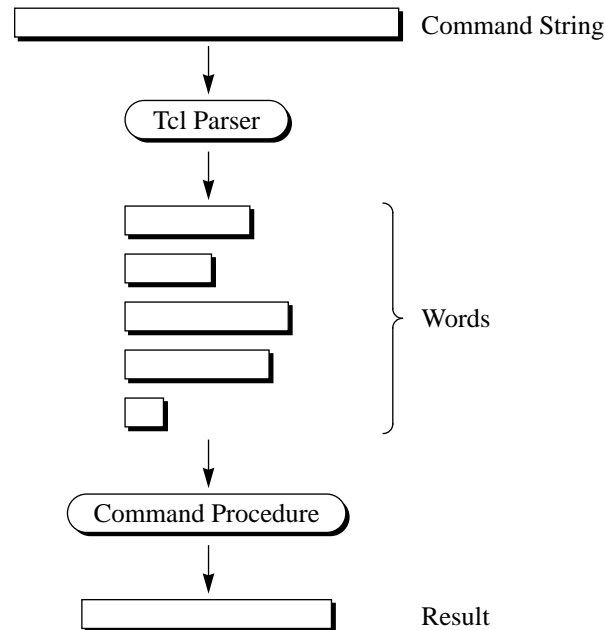 Command String
Tcl Parser
Words
Command Procedure
Result